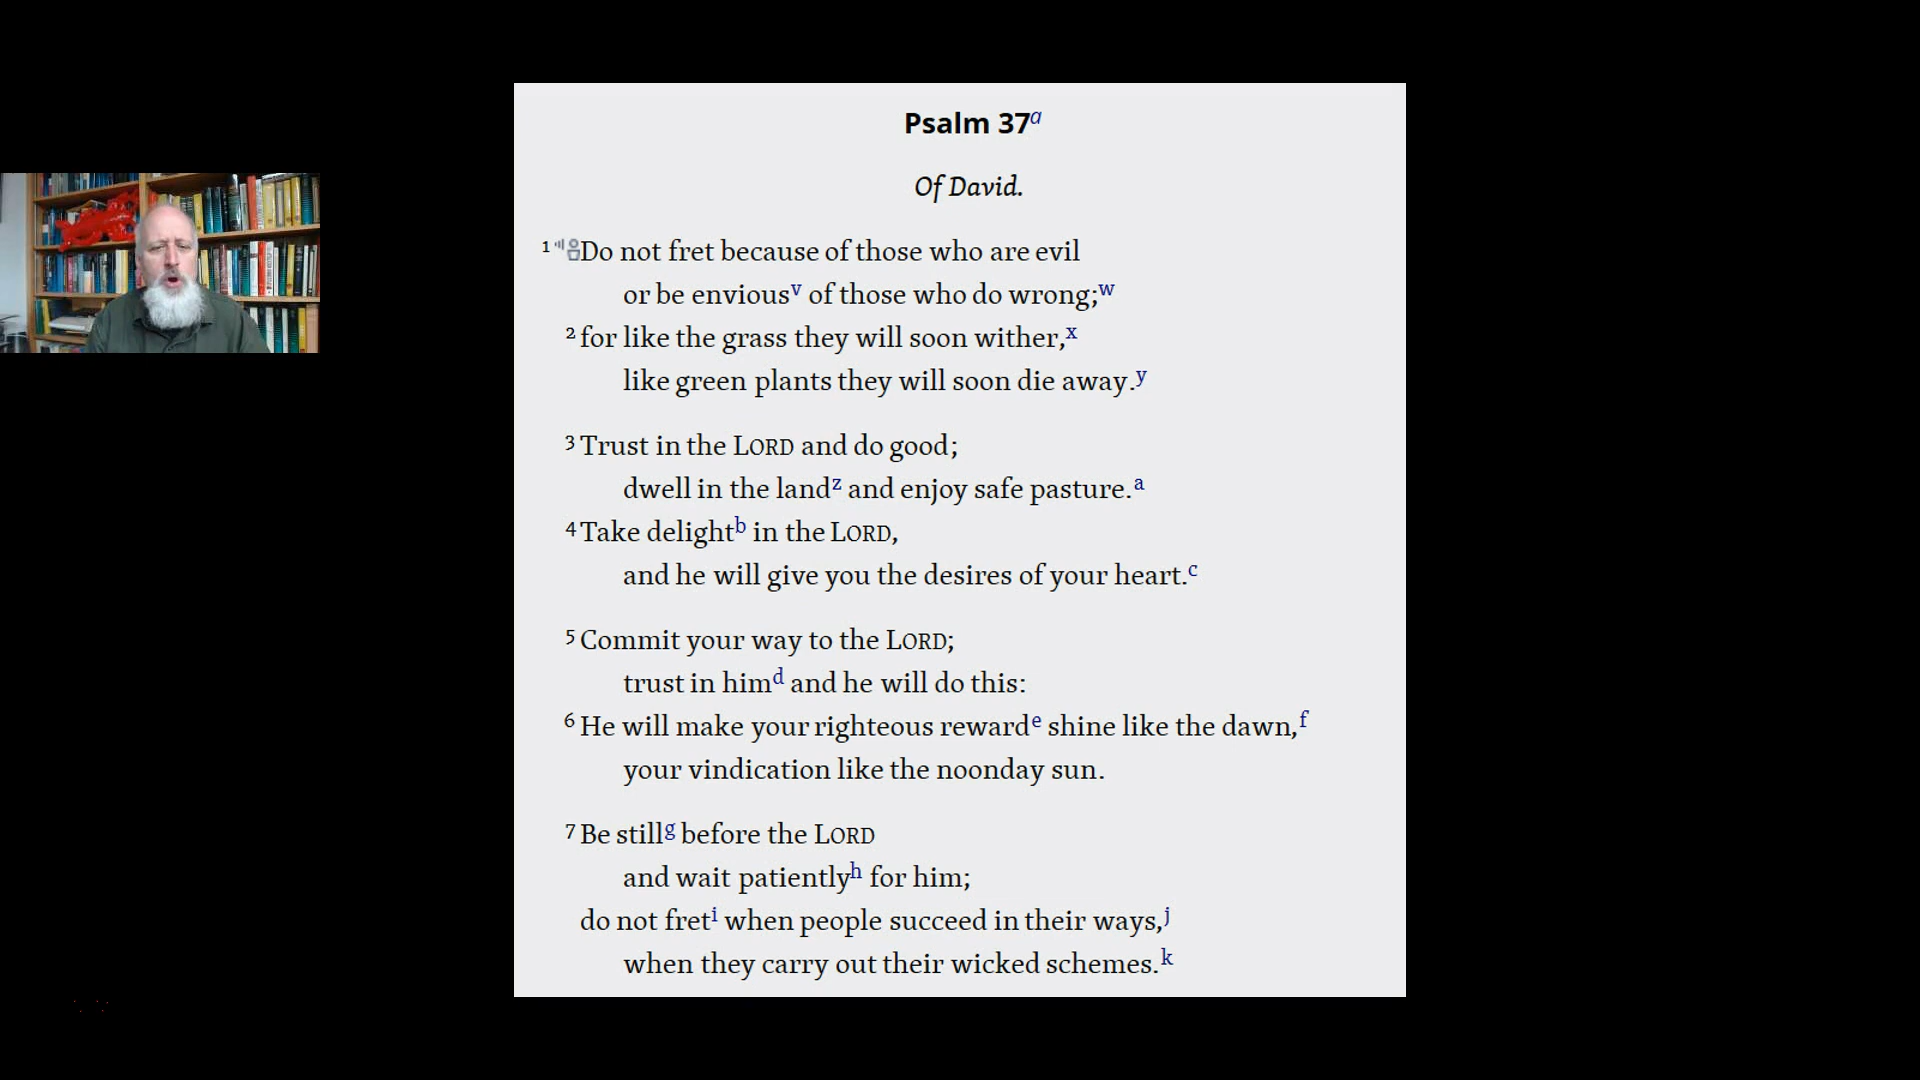 Psalm 37a
Of David.
1 Do not fret because of those who are evil
or be enviousv of those who do wrong;w
2 for like the grass they will soon wither,x
like green plants they will soon die away.y
3 Trust in the LORD and do good;
dwell in the landz and enjoy safe pasture.a
4 Take delightb in the LORD,
and he will give you the desires of your heart.c
5 Commit your way to the LORD;
trust in himd and he will do this:
6 He will make your righteous rewarde shine like the dawn,f
your vindication like the noonday sun.
7 Be stillg before the LORD
and wait patientlyh for him;
do not freti when people succeed in their ways,j
when they carry out their wicked schemes.k